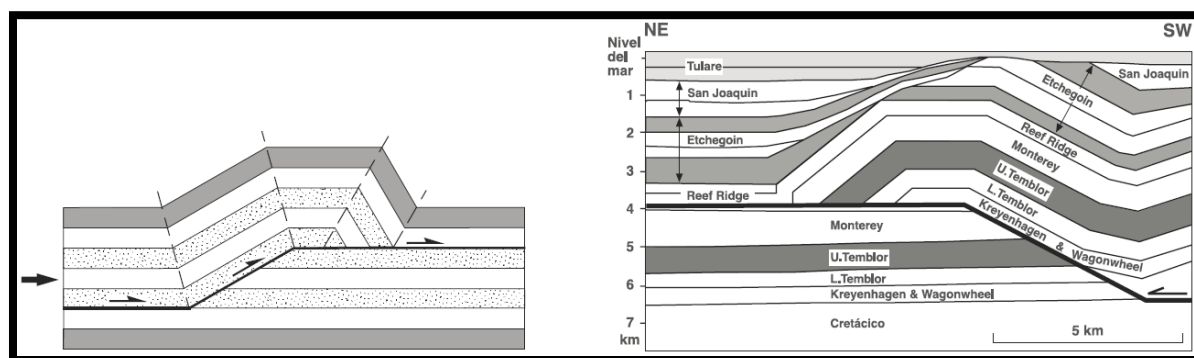 NE
SW
Nivel
del
mar
1
2
3
4
5
6
7
km
Tulare
San Joaquin
Etchegoin
Reef Ridge
Monterey
U.Temblor
L.Temblor
Kreyenhagen & Wagonwheel
Cretácico
San Joaquin
Etchegoin
Reef Ridge
Monterey
U.Temblor
L.Temblor
Kreyenhagen & Wagonwheel
5 km